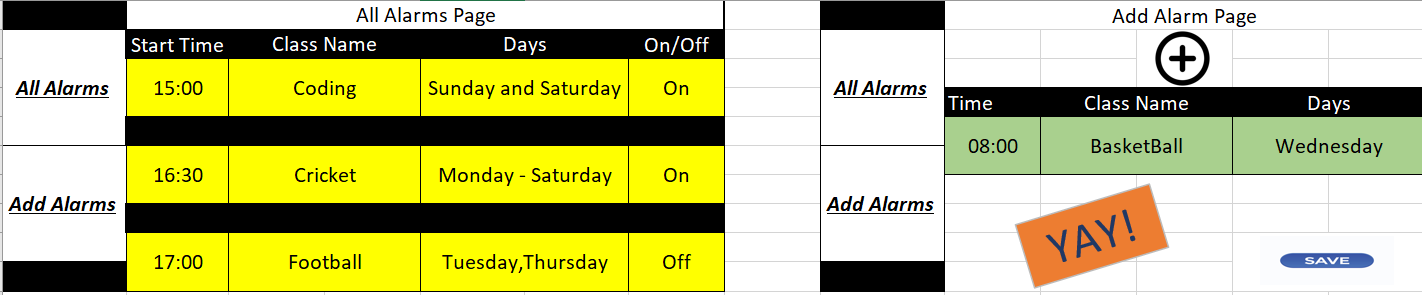 All Alarms Page
Start Time Class Name Days On/Off
All Alarms
15:00 Coding Sunday and Saturday On
16:30 Cricket Monday - Saturday On
Add Alarms
17:00 Football Tuesday,Thursday Off
Add Alarm Page
All Alarms
Time Class Name Days
08:00 BasketBall Wednesday
Add Alarms
YAY!
SAVE